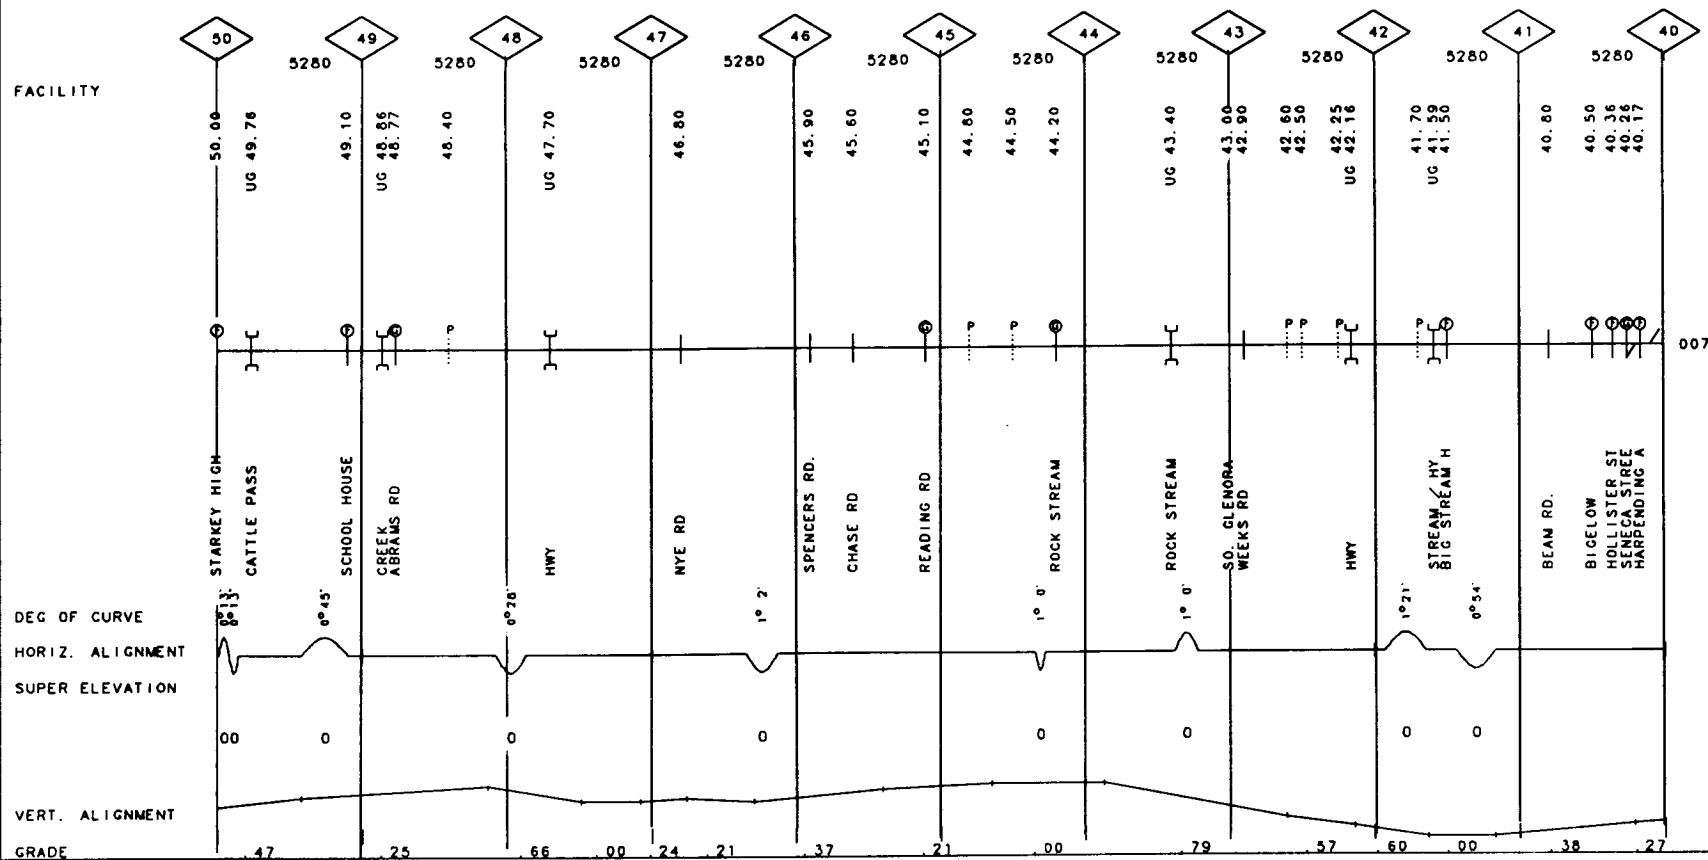 50 49 48 47 46 45 44 43 42 41 40
5280 5280 5280 5280 5280 5280 5280 5280 5280 5280
FACILITY
50.00
UG 49.76
49.10
UG 48.86
48.77
48.40
UG 47.70
46.80
45.90
45.60
45.10
44.80
44.50
44.20
UG 43.40
43.00
42.90
42.60
42.50
42.25
UG 42.16
41.70
UG 41.59
41.50
40.80
40.50
40.36
40.26
40.17
F F G P G P P G P P P P F F F G F
007
STARKEY HIGH
CATTLE PASS
SCHOOL HOUSE
CREEK
ABRAMS RD
HWY
NYE RD
SPENCERS RD.
CHASE RD
READING RD
ROCK STREAM
ROCK STREAM
SO. GLENORA
WEEKS RD
HWY
STREAM/HY
BIG STREAM H
BEAM RD.
BIGELOW
HOLLISTER ST
SENECA STREE
HARPENDING A
DEG OF CURVE
0°13'
0°13'
0°45'
0°28'
1° 2'
1° 0'
1° 0'
1°21'
0°54'
HORIZ. ALIGNMENT
SUPER ELEVATION
00 0 0 0 0 0 0 0
VERT. ALIGNMENT
GRADE .47 .25 .66 .00 .24 .21 .37 .21 .00 .79 .57 .60 .00 .38 .27